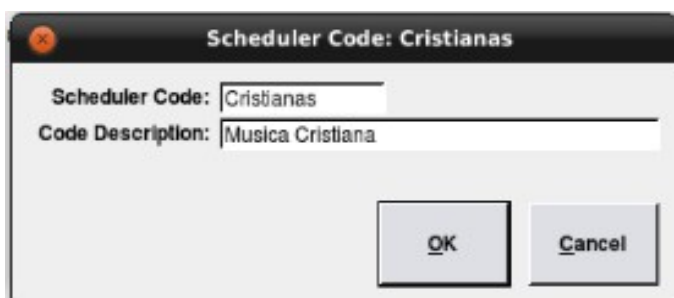 Scheduler Code: Cristianas
Scheduler Code: Cristianas
Code Description: Musica Cristiana
OK Cancel